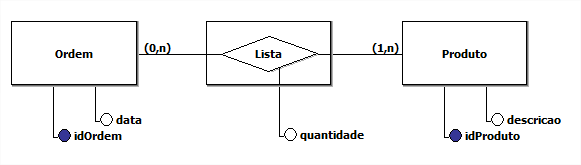 Ordem
(0,n)
Lista
(1,n)
Produto
data
idOrdem
quantidade
descricao
idProduto